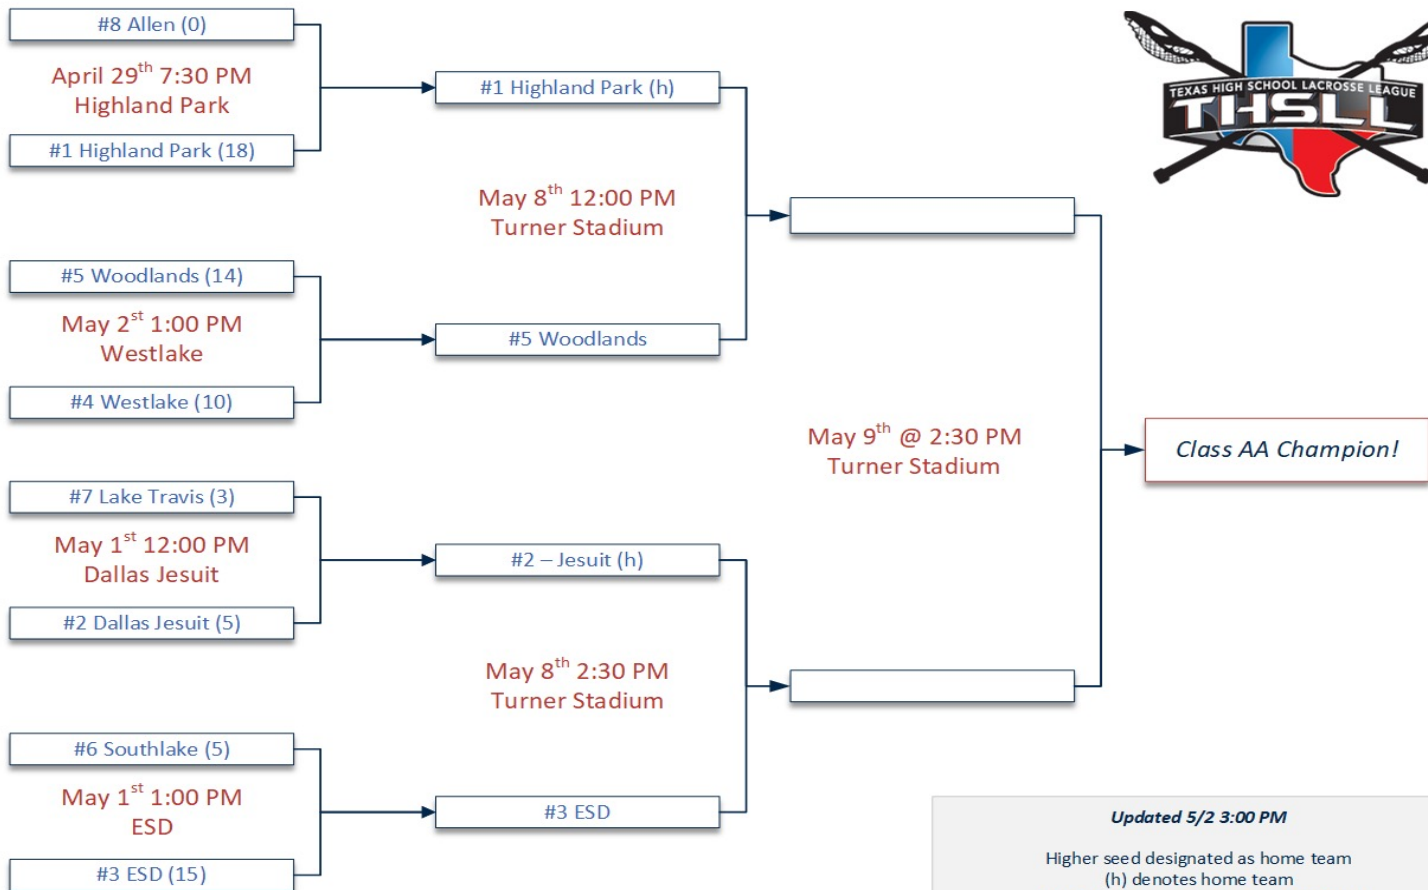 #8 Allen (0)
April 29th 7:30 PM
Highland Park
#1 Highland Park (18)
#5 Woodlands (14)
May 2st 1:00 PM
Westlake
#4 Westlake (10)
#7 Lake Travis (3)
May 1st 12:00 PM
Dallas Jesuit
#2 Dallas Jesuit (5)
#6 Southlake (5)
May 1st 1:00 PM
ESD
#3 ESD (15)
#1 Highland Park (h)
May 8th 12:00 PM
Turner Stadium
#5 Woodlands
#2 – Jesuit (h)
May 8th 2:30 PM
Turner Stadium
#3 ESD
May 9th @ 2:30 PM
Turner Stadium
Class AA Champion!
TEXAS HIGH SCHOOL LACROSSE LEAGUE
THSLL
Updated 5/2 3:00 PM
Higher seed designated as home team
(h) denotes home team